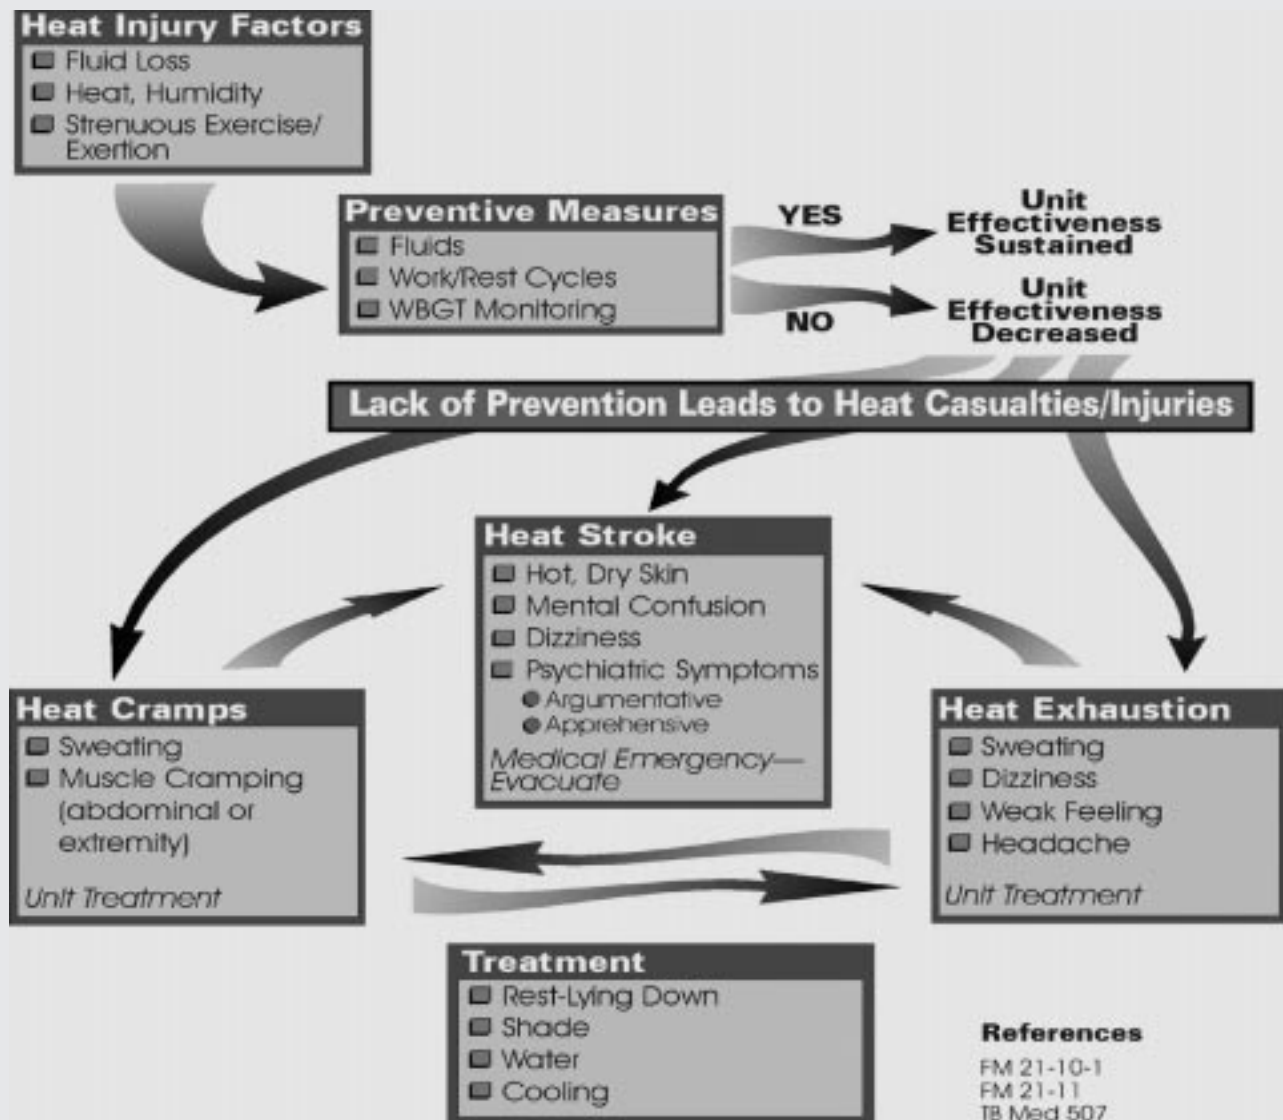 Heat Injury Factors
Fluid Loss
Heat, Humidity
Strenuous Exercise/
Exertion
Preventive Measures
Fluids
Work/Rest Cycles
WBGT Monitoring
YES
Unit
Effectiveness
Sustained
NO
Unit
Effectiveness
Decreased
Lack of Prevention Leads to Heat Casualties/Injuries
Heat Stroke
Hot, Dry Skin
Mental Confusion
Dizziness
Psychiatric Symptoms
Argumentative
Apprehensive
Medical Emergency—
Evacuate
Heat Cramps
Sweating
Muscle Cramping
(abdominal or
extremity)
Unit Treatment
Heat Exhaustion
Sweating
Dizziness
Weak Feeling
Headache
Unit Treatment
Treatment
Rest-Lying Down
Shade
Water
Cooling
References
FM 21-10-1
FM 21-11
TB Med 507